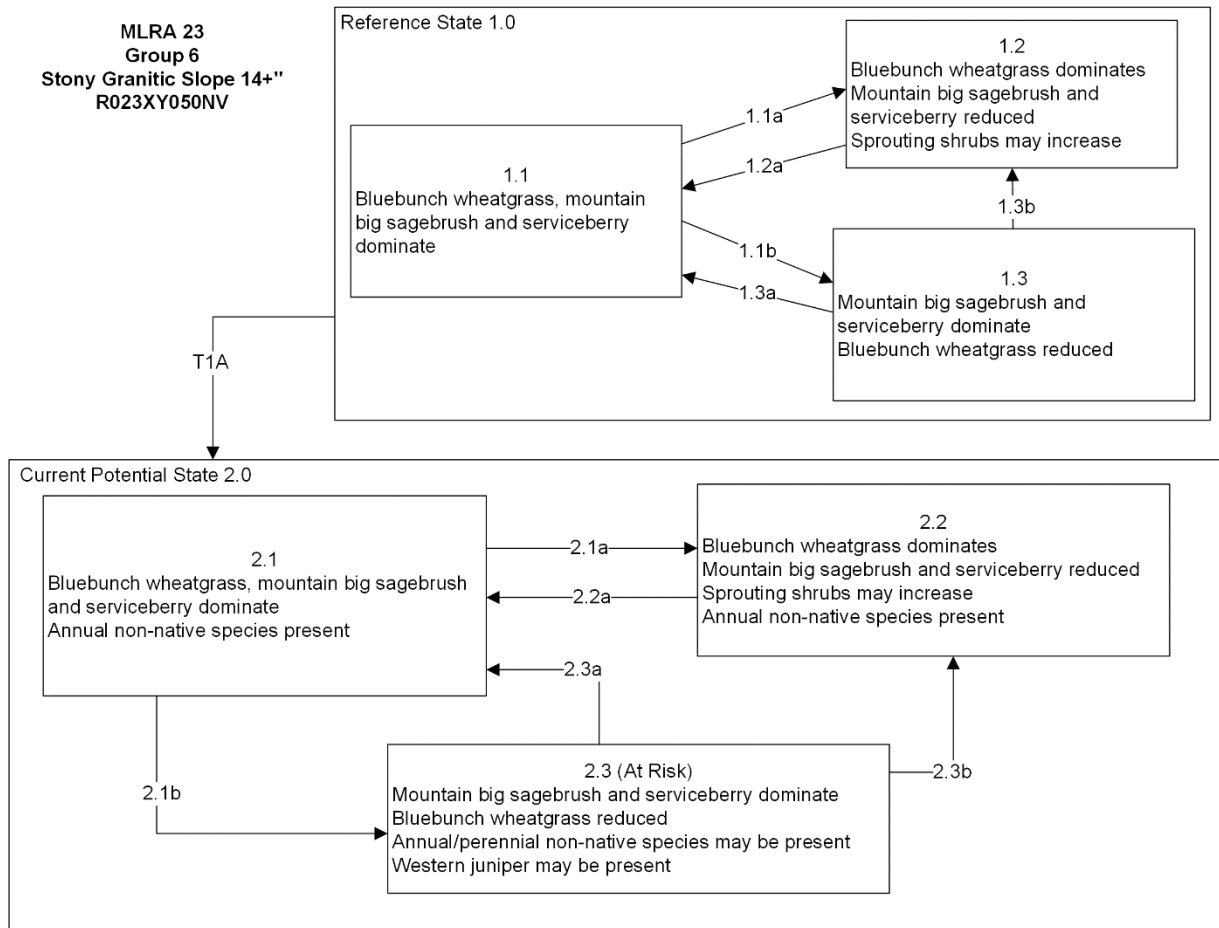 MLRA 23
Group 6
Stony Granitic Slope 14+"
R023XY050NV
Reference State 1.0
1.1
Bluebunch wheatgrass, mountain
big sagebrush and serviceberry
dominate
1.1a
1.2a
1.1b
1.3a
1.2
Bluebunch wheatgrass dominates
Mountain big sagebrush and
serviceberry reduced
Sprouting shrubs may increase
1.3b
1.3
Mountain big sagebrush and
serviceberry dominate
Bluebunch wheatgrass reduced
T1A
Current Potential State 2.0
2.1
Bluebunch wheatgrass, mountain big sagebrush
and serviceberry dominate
Annual non-native species present
2.1a
2.2a
2.3a
2.2
Bluebunch wheatgrass dominates
Mountain big sagebrush and serviceberry reduced
Sprouting shrubs may increase
Annual non-native species present
2.1b
2.3 (At Risk)
Mountain big sagebrush and serviceberry dominate
Bluebunch wheatgrass reduced
Annual/perennial non-native species may be present
Western juniper may be present
2.3b